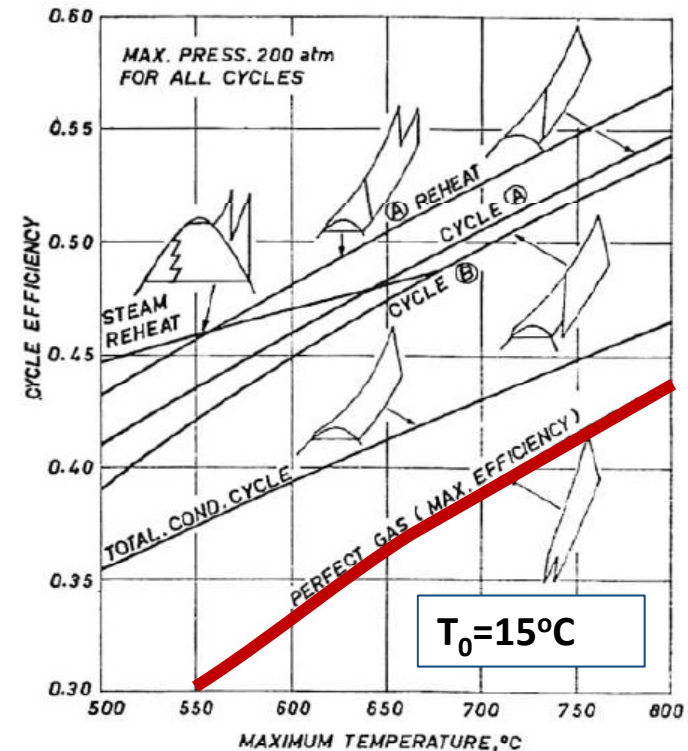 0.60
MAX. PRESS. 200 atm
FOR ALL CYCLES
0.55
0.50
0.45
0.40
0.35
0.30
CYCLE EFFICIENCY
Ⓐ REHEAT
CYCLE Ⓐ
CYCLE Ⓑ
STEAM
REHEAT
TOTAL. COND. CYCLE
PERFECT GAS (MAX. EFFICIENCY)
T₀=15°C
500 550 600 650 700 750 800
MAXIMUM TEMPERATURE,°C